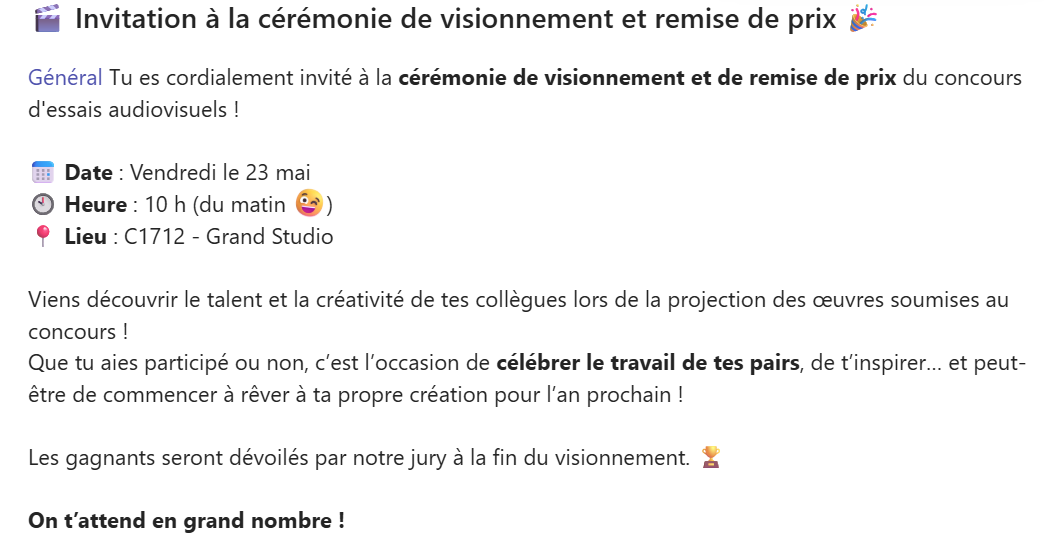 🎬 Invitation à la cérémonie de visionnement et remise de prix 🎉
Général Tu es cordialement invité à la cérémonie de visionnement et de remise de prix du concours
d'essais audiovisuels !
📅 Date : Vendredi le 23 mai
🕙 Heure : 10 h (du matin 😜)
📍 Lieu : C1712 - Grand Studio
Viens découvrir le talent et la créativité de tes collègues lors de la projection des œuvres soumises au
concours !
Que tu aies participé ou non, c’est l’occasion de célébrer le travail de tes pairs, de t’inspirer… et peut-
être de commencer à rêver à ta propre création pour l’an prochain !
Les gagnants seront dévoilés par notre jury à la fin du visionnement. 🏆
On t’attend en grand nombre !